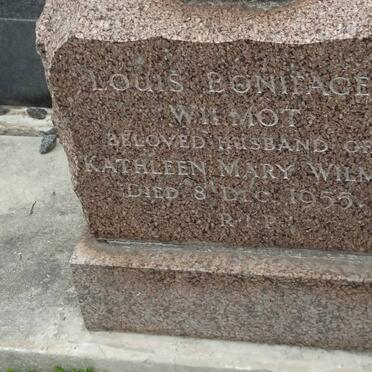 LOUIS BONIFACE
WILMOT
BELOVED HUSBAND OF
KATHLEEN MARY WILM
DIED 8 DEC. 1955.
R.I.P.